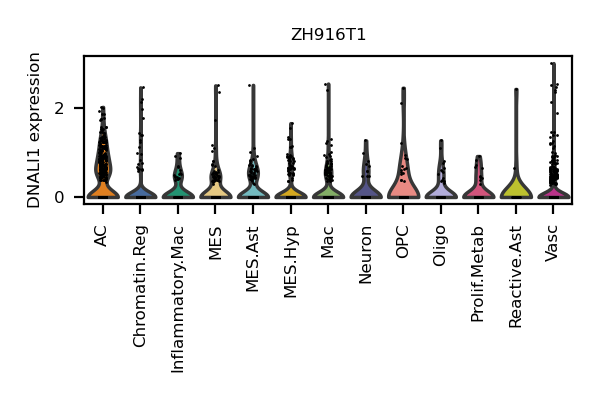 ZH916T1
DNALI1 expression
2
0
AC
Chromatin.Reg
Inflammatory.Mac
MES
MES.Ast
MES.Hyp
Mac
Neuron
OPC
Oligo
Prolif.Metab
Reactive.Ast
Vasc